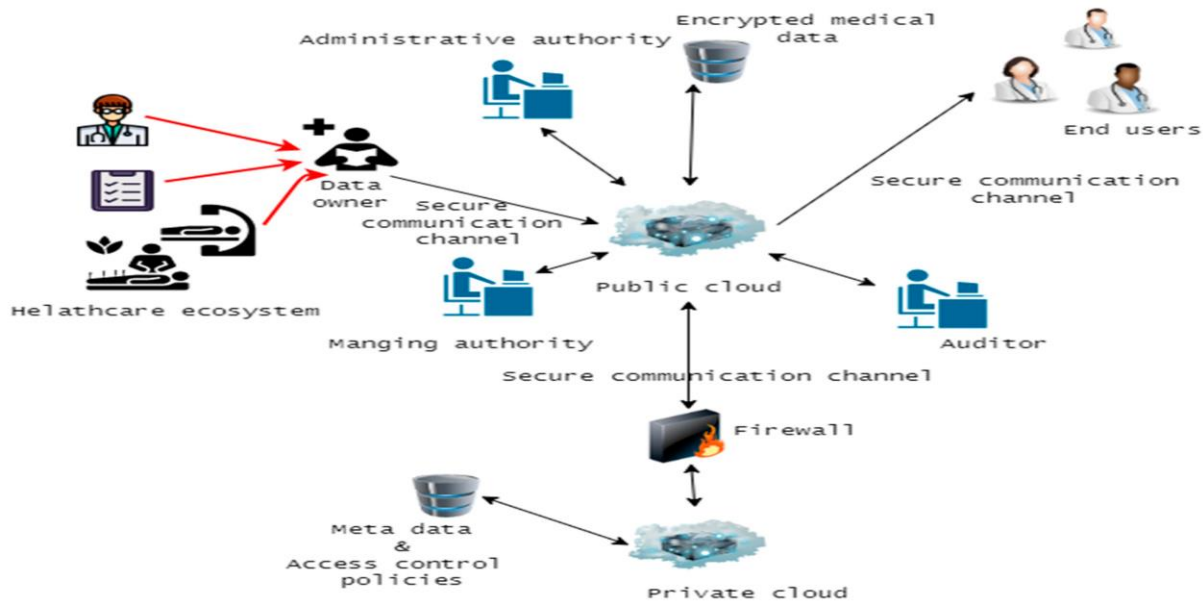 Encrypted medical
data
Administrative authority
End users
Data
owner
Secure communication
channel
Secure
communication
channel
Public cloud
Helathcare ecosystem
Manging authority
Auditor
Secure communication channel
Firewall
Meta data
&
Access control
policies
Private cloud